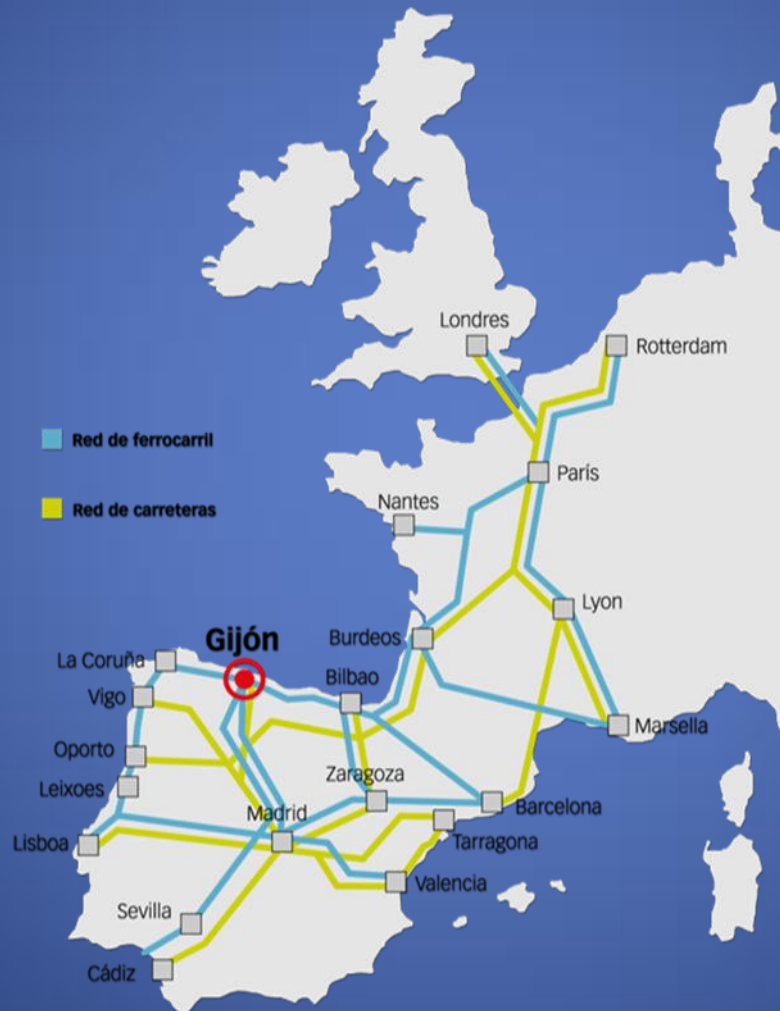 Londres
Rotterdam
Red de ferrocarril
París
Nantes
Red de carreteras
Lyon
Gijón
Burdeos
La Coruña
Bilbao
Vigo
Marsella
Oporto
Zaragoza
Leixoes
Barcelona
Madrid
Lisboa
Tarragona
Valencia
Sevilla
Cádiz